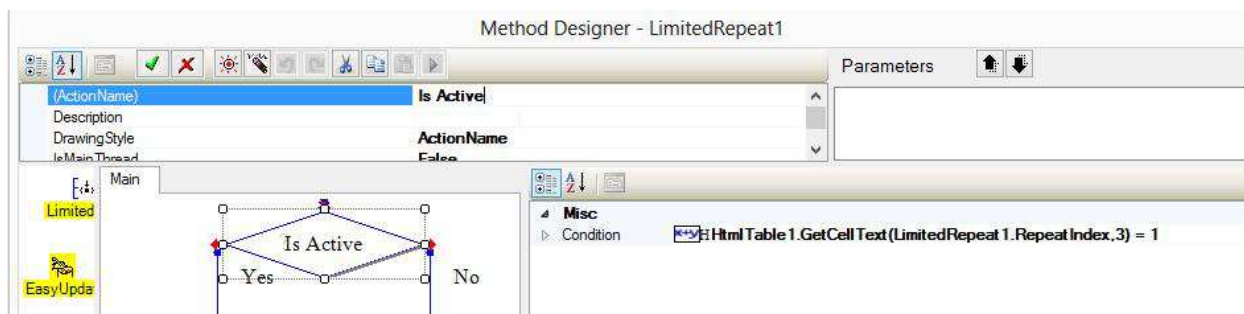 Method Designer - LimitedRepeat1
Parameters
(ActionName) Is Active
Description
DrawingStyle ActionName
IsMainThread False
Main
Limited
EasyUpda
Is Active
Yes No
Misc
Condition HtmlTable1.GetCellText(LimitedRepeat1.RepeatIndex,3) = 1